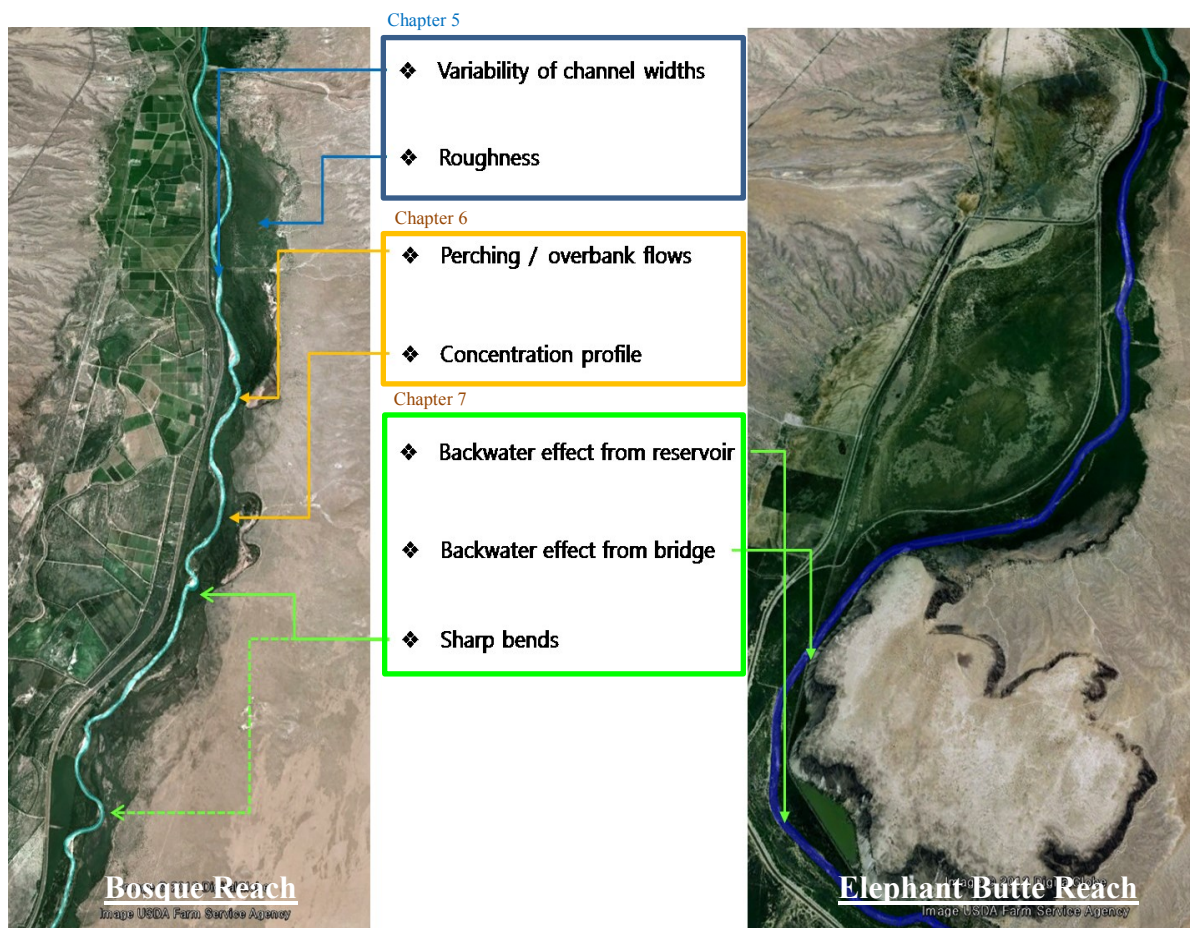 Chapter 5
❖ Variability of channel widths
❖ Roughness
Chapter 6
❖ Perching / overbank flows
❖ Concentration profile
Chapter 7
❖ Backwater effect from reservoir
❖ Backwater effect from bridge
❖ Sharp bends
Bosque Reach
Image USDA Farm Service Agency
Elephant Butte Reach
Image USDA Farm Service Agency